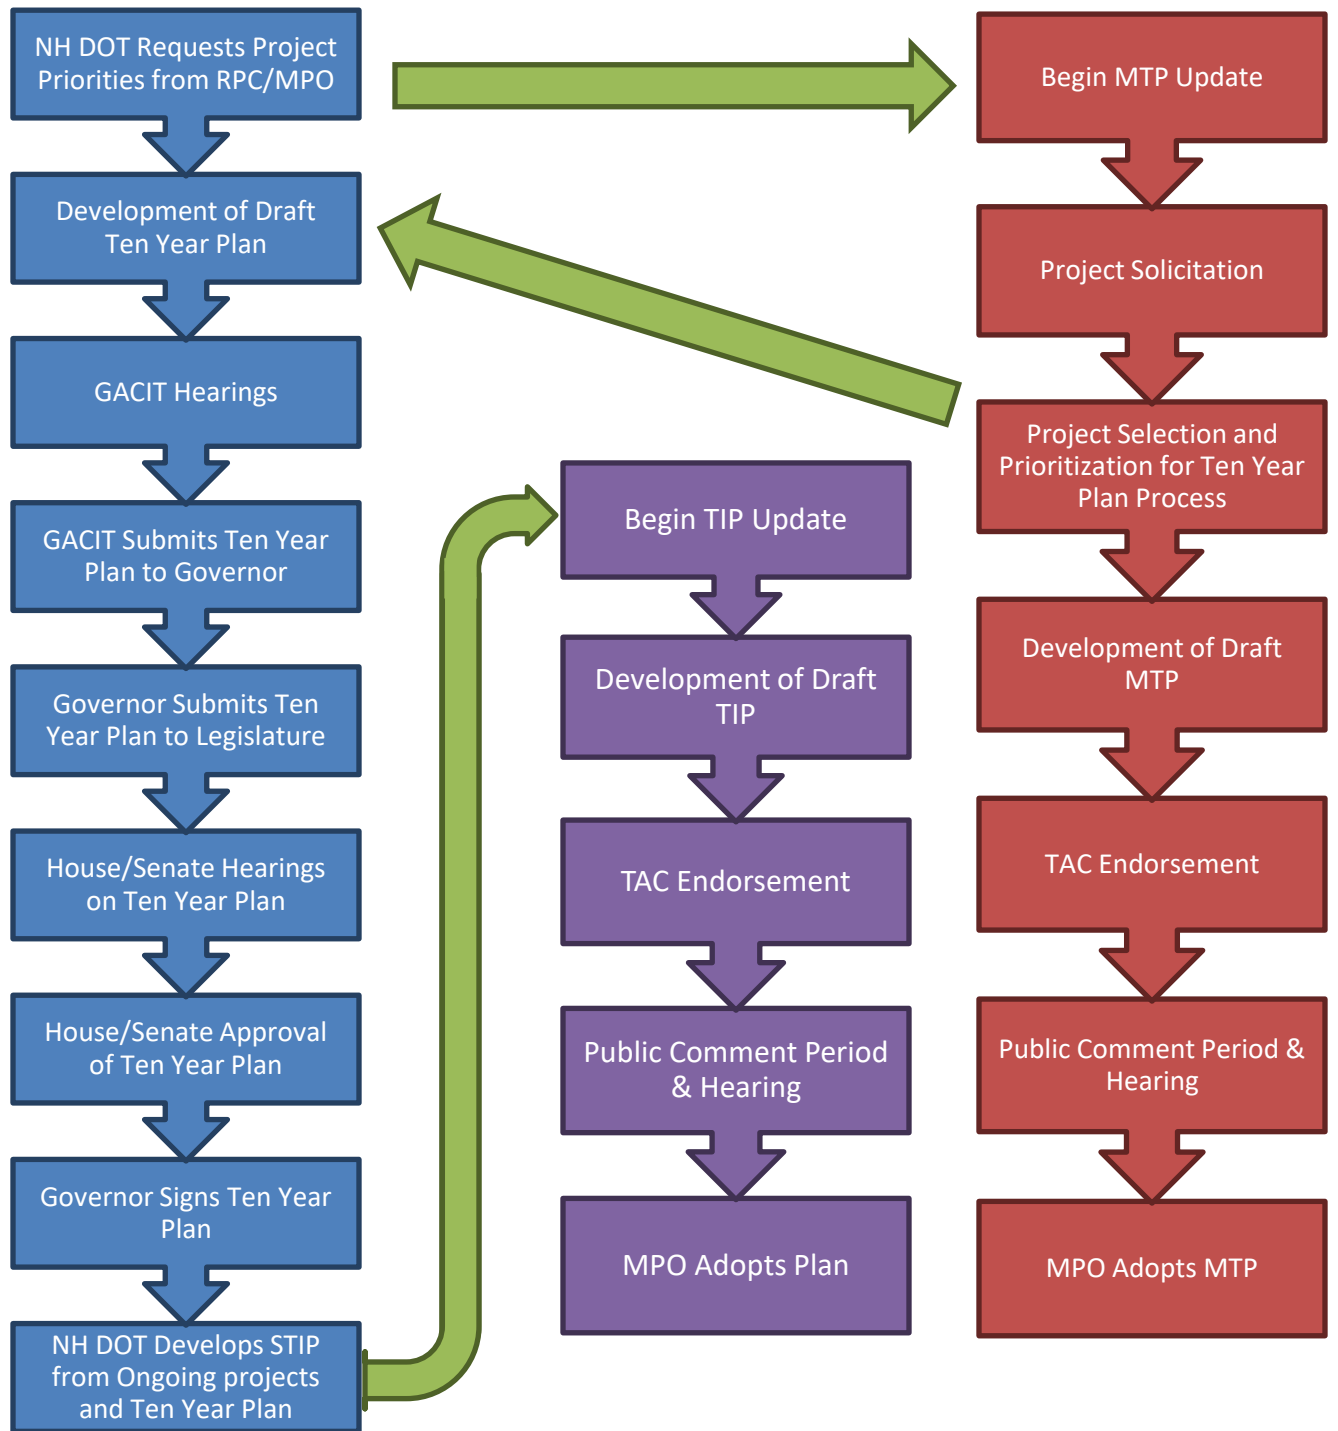 NH DOT Requests Project
Priorities from RPC/MPO
Development of Draft
Ten Year Plan
GACIT Hearings
GACIT Submits Ten Year
Plan to Governor
Governor Submits Ten
Year Plan to Legislature
House/Senate Hearings
on Ten Year Plan
House/Senate Approval
of Ten Year Plan
Governor Signs Ten Year
Plan
NH DOT Develops STIP
from Ongoing projects
and Ten Year Plan
Begin TIP Update
Development of Draft
TIP
TAC Endorsement
Public Comment Period
& Hearing
MPO Adopts Plan
Begin MTP Update
Project Solicitation
Project Selection and
Prioritization for Ten Year
Plan Process
Development of Draft
MTP
TAC Endorsement
Public Comment Period &
Hearing
MPO Adopts MTP